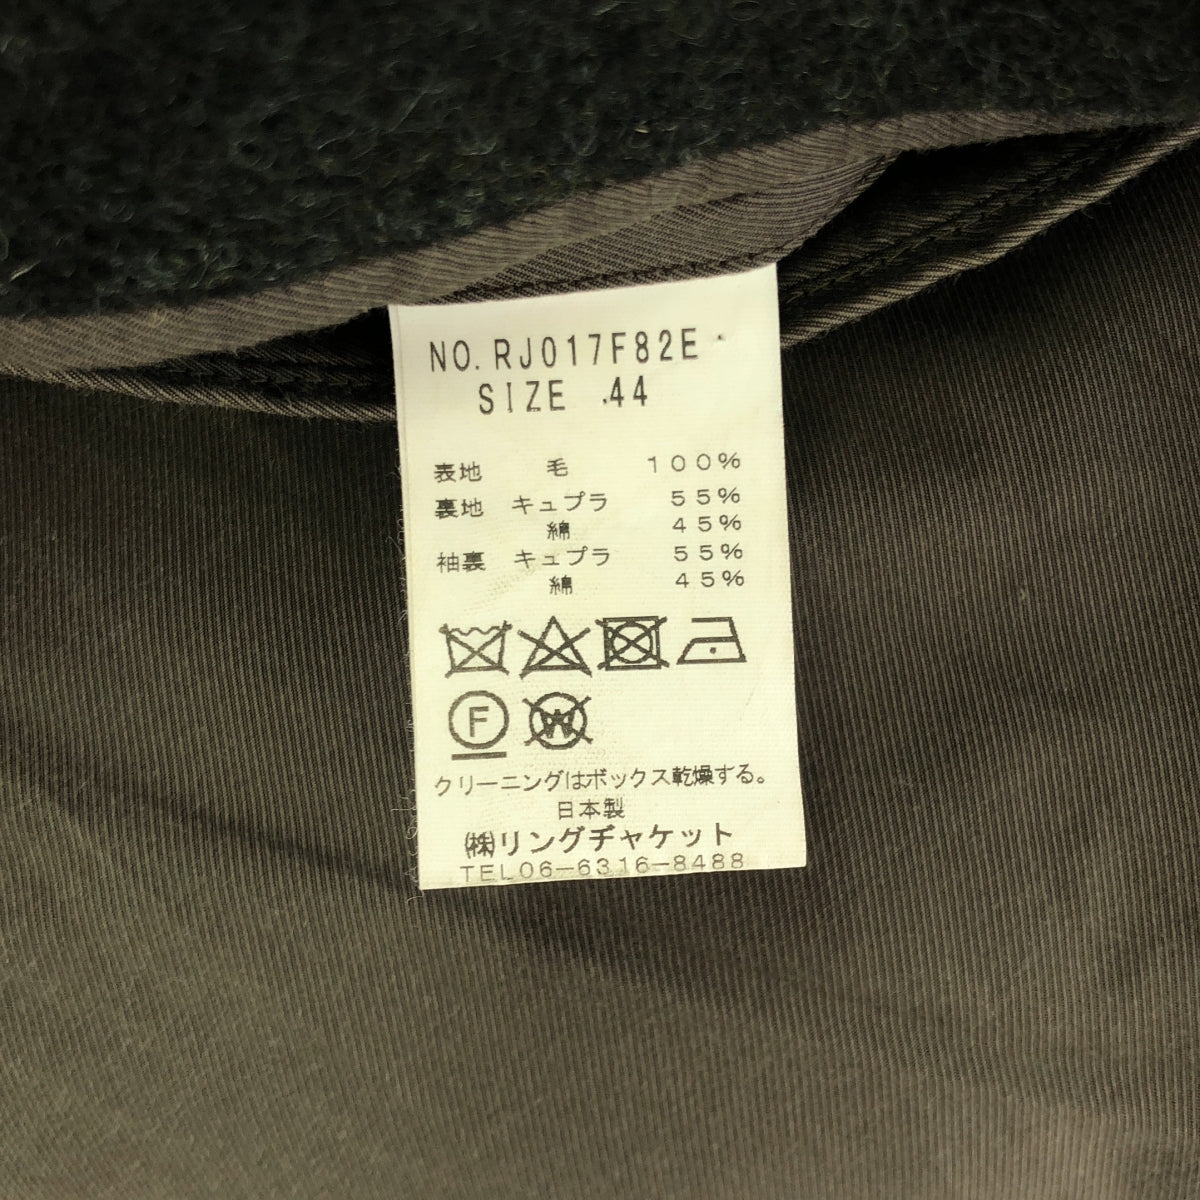 NO. RJ017F82E
SIZE .44
表地 毛 100%
裏地 キュプラ 55%
綿 45%
袖裏 キュプラ 55%
綿 45%
F W
クリーニングはボックス乾燥する。
日本製
㈱リングヂャケット
TEL06-6316-8488